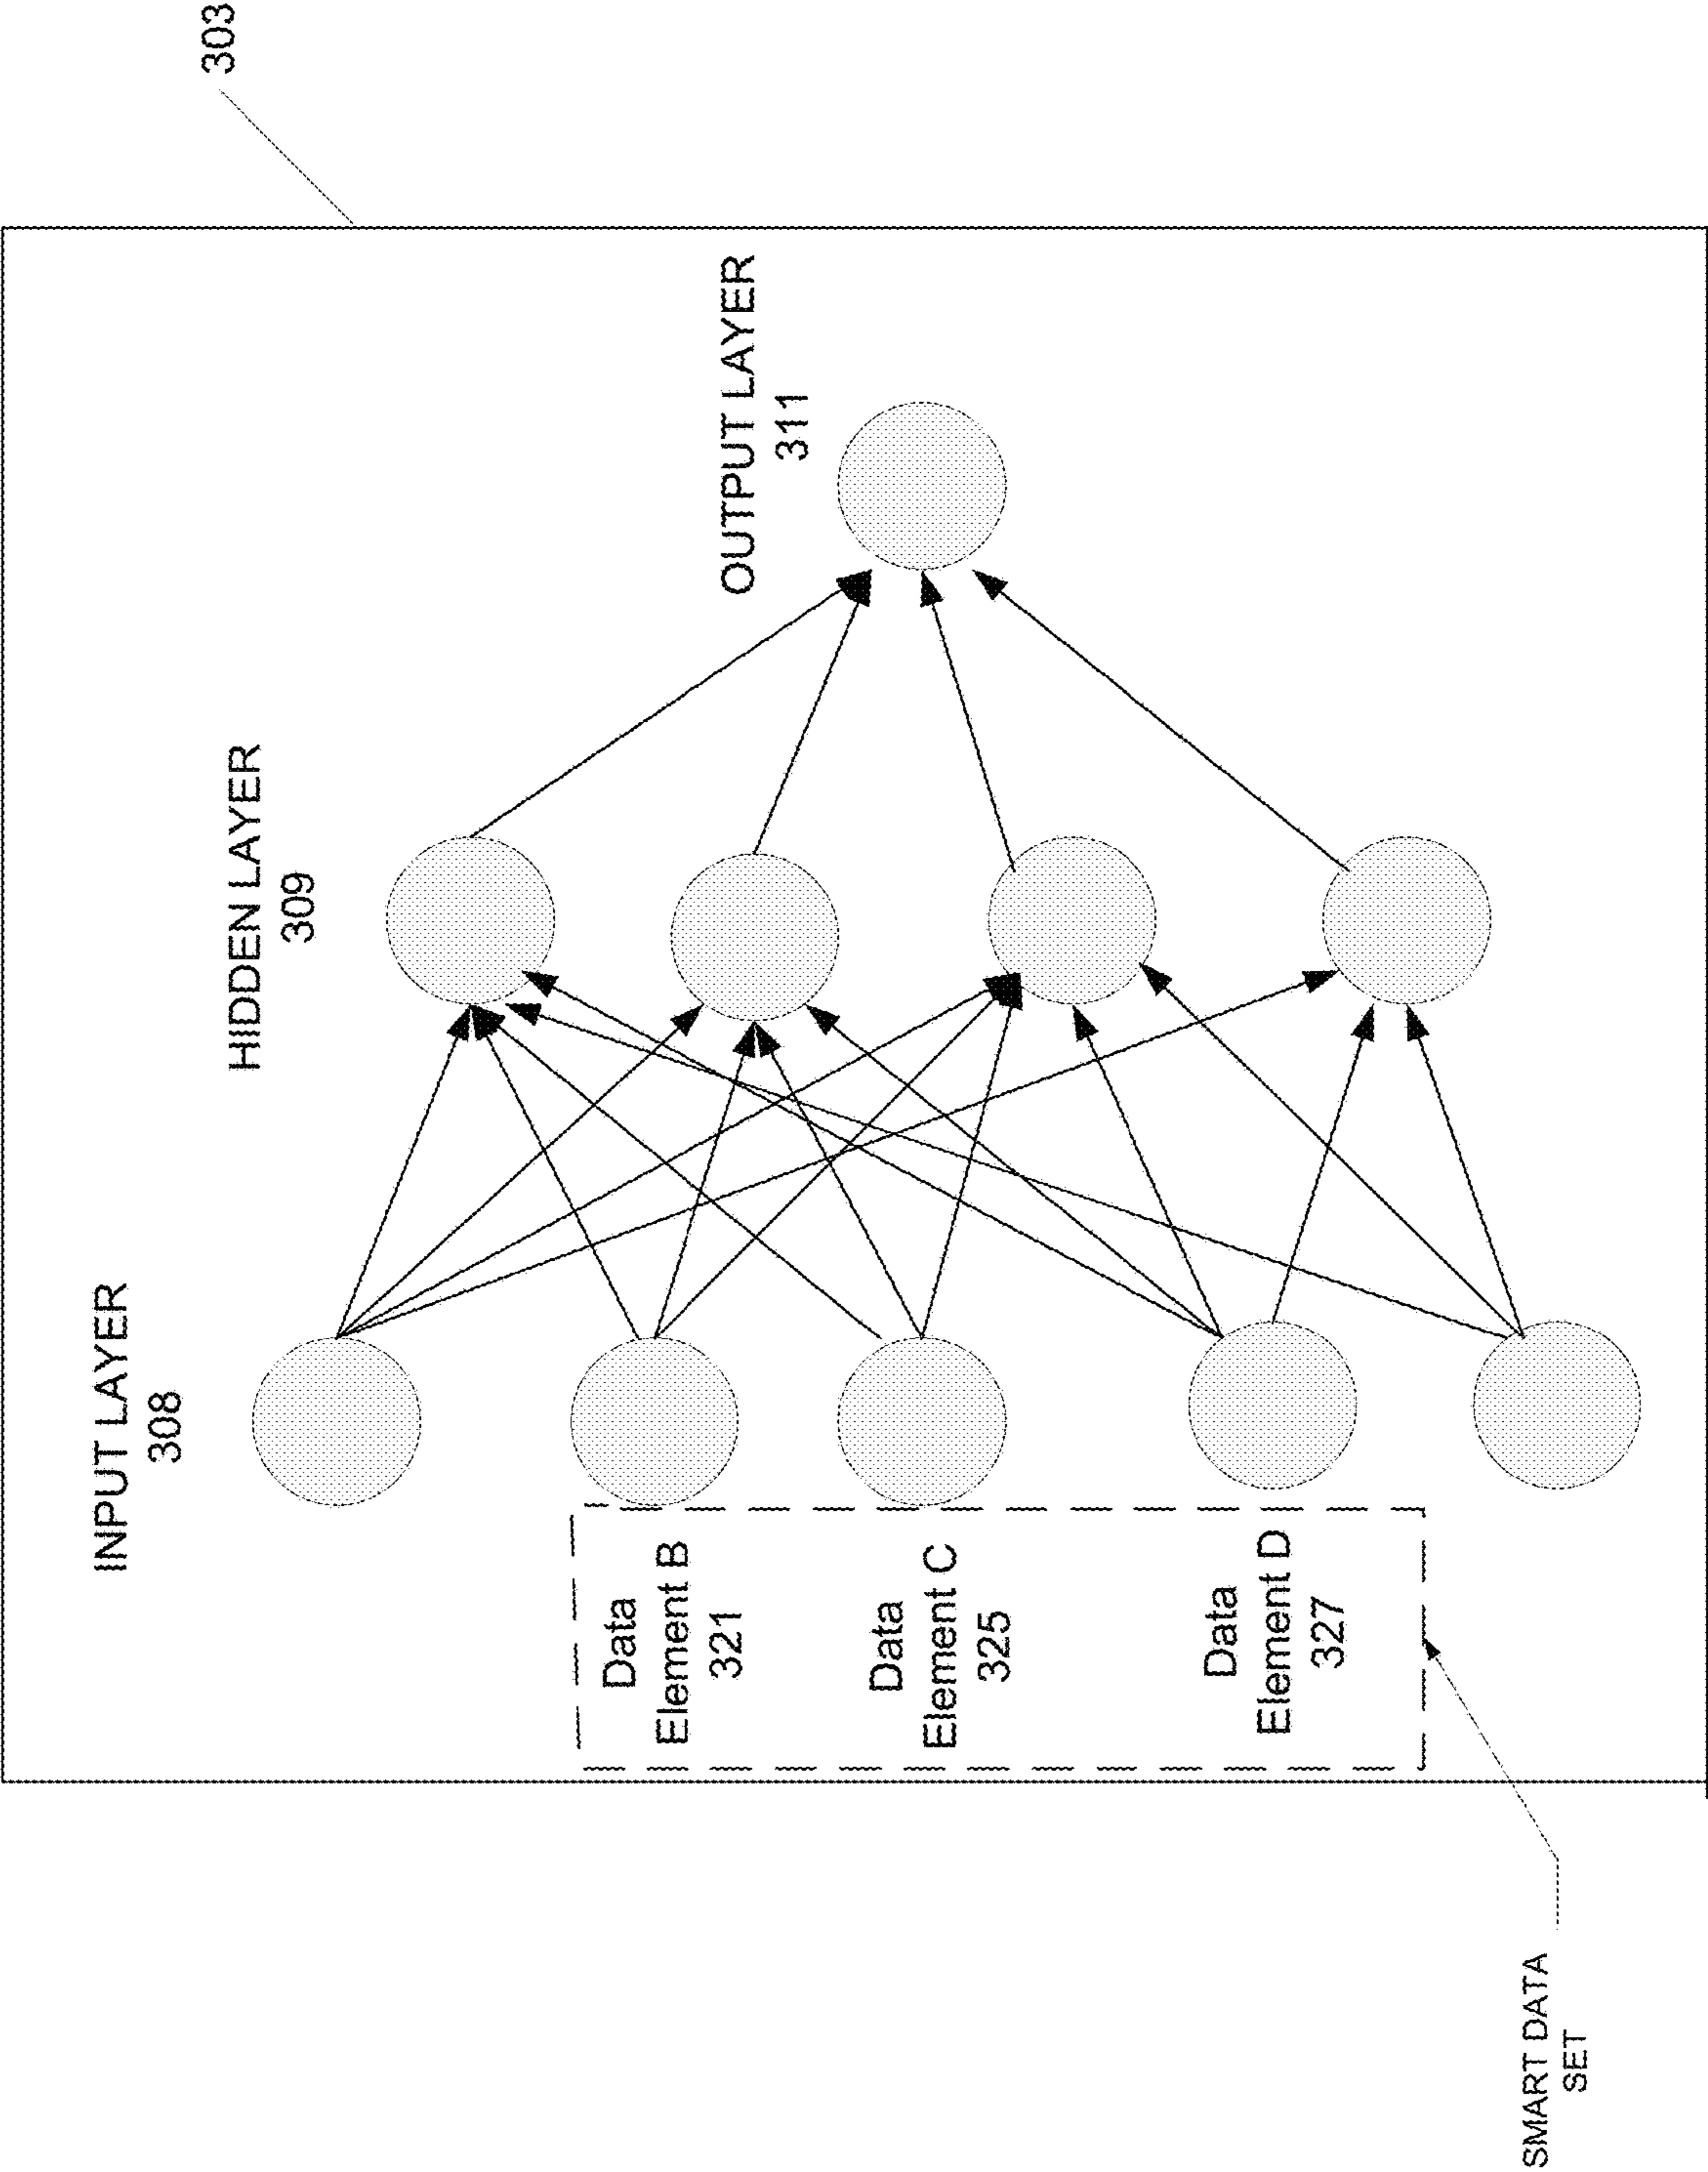 303
INPUT LAYER
308
HIDDEN LAYER
309
OUTPUT LAYER
311
Data
Element B
321
Data
Element C
325
Data
Element D
327
SMART DATA
SET